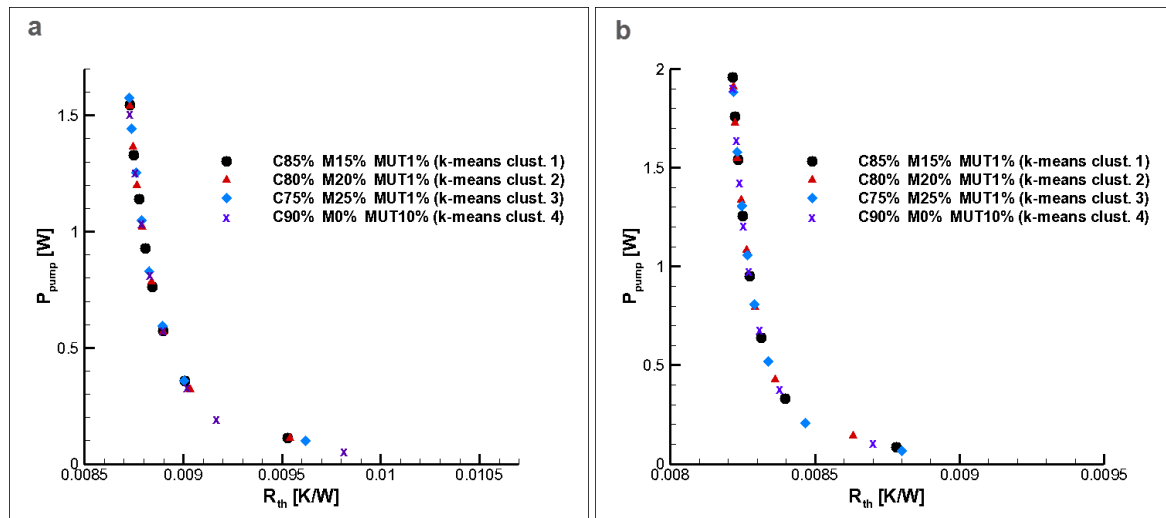 a
P_pump [W]
1.5
1
0.5
0
0.0085
0.009
0.0095
0.01
0.0105
R_th [K/W]
C85% M15% MUT1% (k-means clust. 1)
C80% M20% MUT1% (k-means clust. 2)
C75% M25% MUT1% (k-means clust. 3)
C90% M0% MUT10% (k-means clust. 4)
b
P_pump [W]
2
1.5
1
0.5
0
0.008
0.0085
0.009
0.0095
R_th [K/W]
C85% M15% MUT1% (k-means clust. 1)
C80% M20% MUT1% (k-means clust. 2)
C75% M25% MUT1% (k-means clust. 3)
C90% M0% MUT10% (k-means clust. 4)